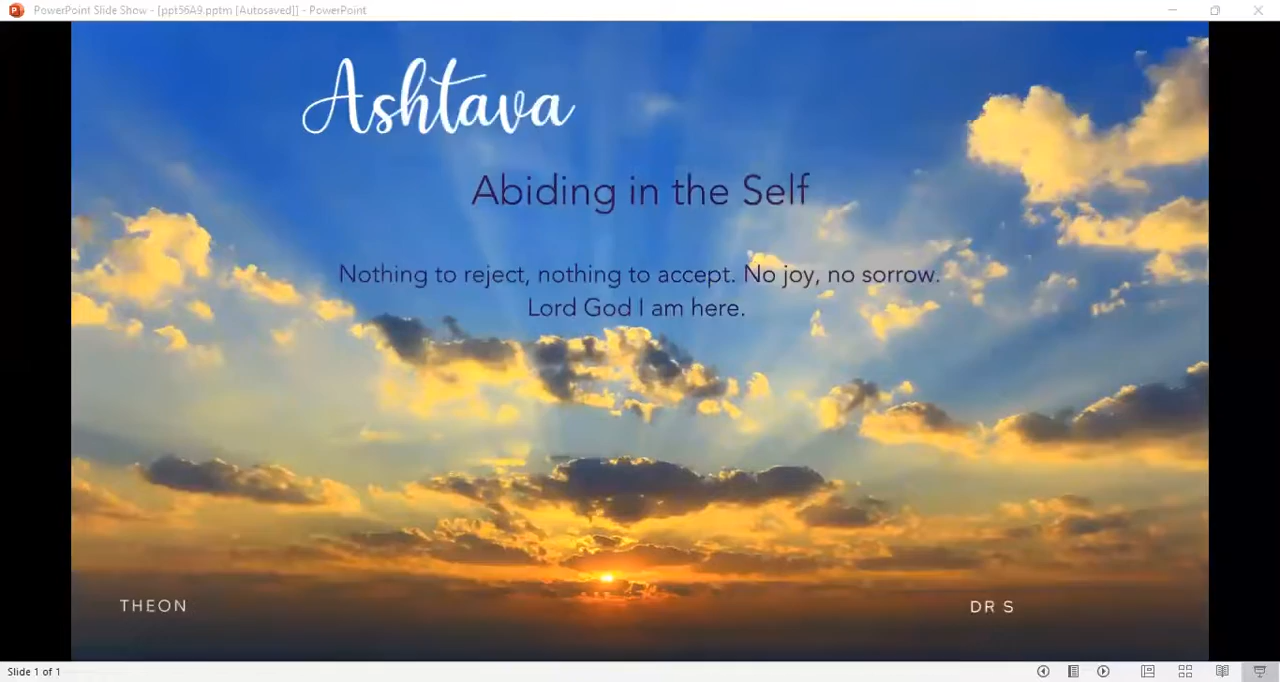 PowerPoint Slide Show - [ppt56A9.pptm [Autosaved]] - PowerPoint
Ashtava
Abiding in the Self
Nothing to reject, nothing to accept. No joy, no sorrow.
Lord God I am here.
THEON
DR S
Slide 1 of 1